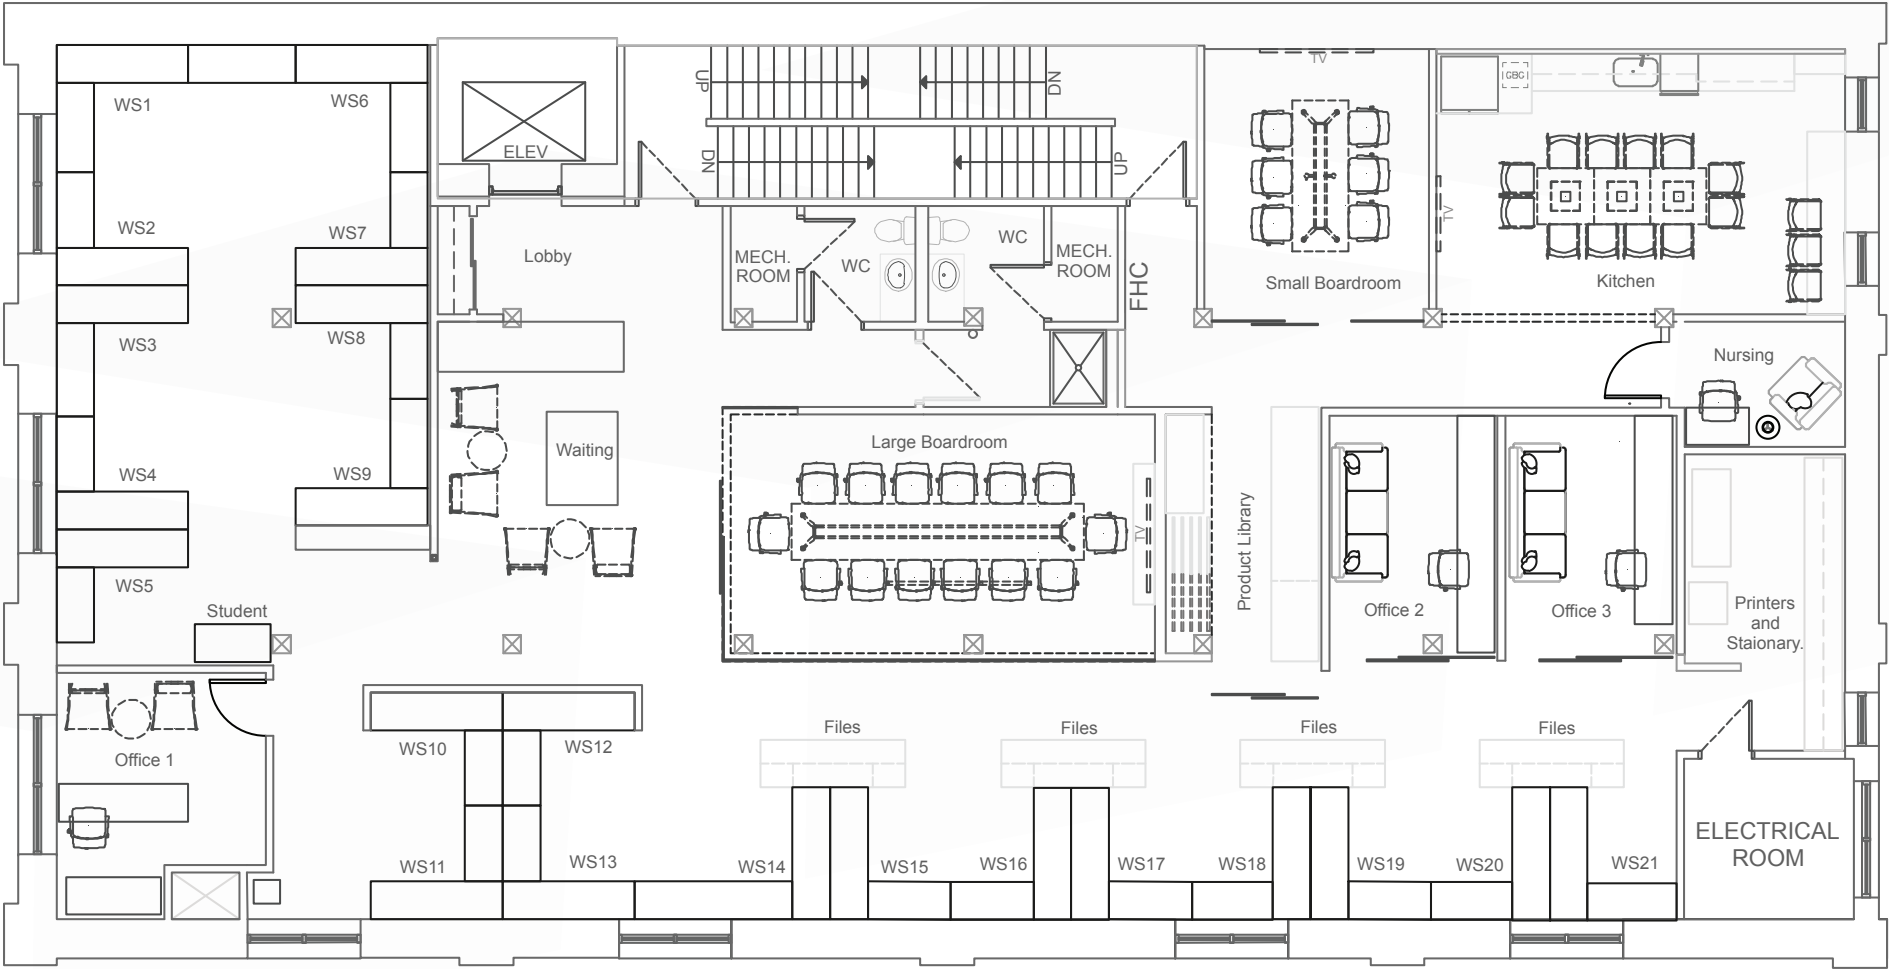 UP
DN
TV
GBG
WS1
WS6
ELEV
DN
UP
TV
WS2
WS7
Lobby
MECH.
ROOM
WC
WC
MECH.
ROOM
FHC
Small Boardroom
Kitchen
WS3
WS8
Nursing
Waiting
Large Boardroom
WS4
WS9
TV
Product Library
WS5
Student
Office 2
Office 3
Printers
and
Staionary.
WS10
WS12
Files
Files
Files
Files
Office 1
ELECTRICAL
ROOM
WS11
WS13
WS14
WS15
WS16
WS17
WS18
WS19
WS20
WS21